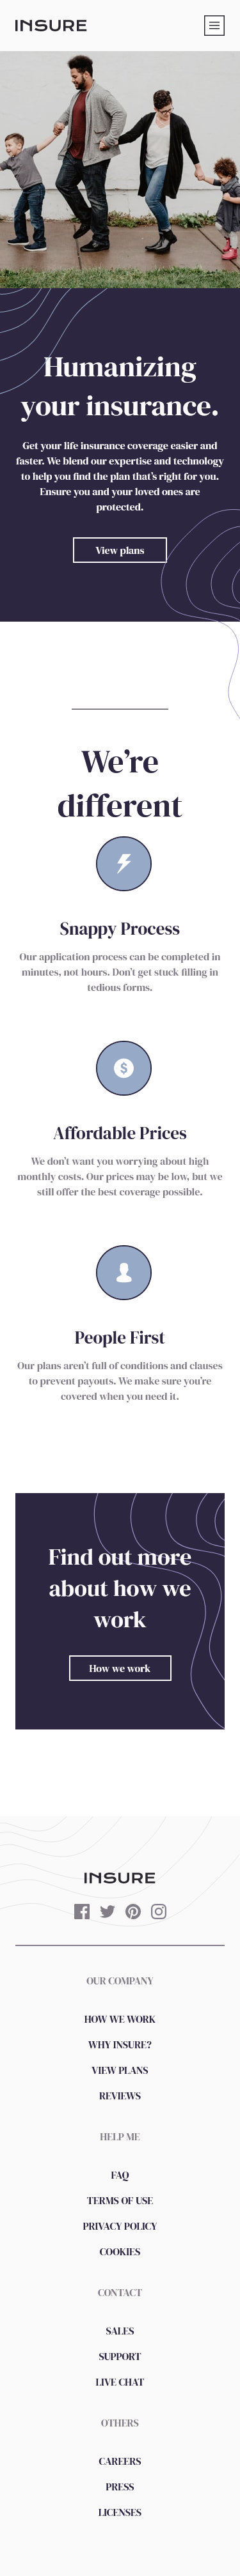 INSURE
Humanizing
your insurance.
Get your life insurance coverage easier and
faster. We blend our expertise and technology
to help you find the plan that's right for you.
Ensure you and your loved ones are
protected.
View plans
We're
different
Snappy Process
Our application process can be completed in
minutes, not hours. Don't get stuck filling in
tedious forms.
Affordable Prices
We don't want you worrying about high
monthly costs. Our prices may be low, but we
still offer the best coverage possible.
People First
Our plans aren't full of conditions and clauses
to prevent payouts. We make sure you're
covered when you need it.
Find out more
about how we
work
How we work
INSURE
OUR COMPANY
HOW WE WORK
WHY INSURE?
VIEW PLANS
REVIEWS
HELP ME
FAQ
TERMS OF USE
PRIVACY POLICY
COOKIES
CONTACT
SALES
SUPPORT
LIVE CHAT
OTHERS
CAREERS
PRESS
LICENSES